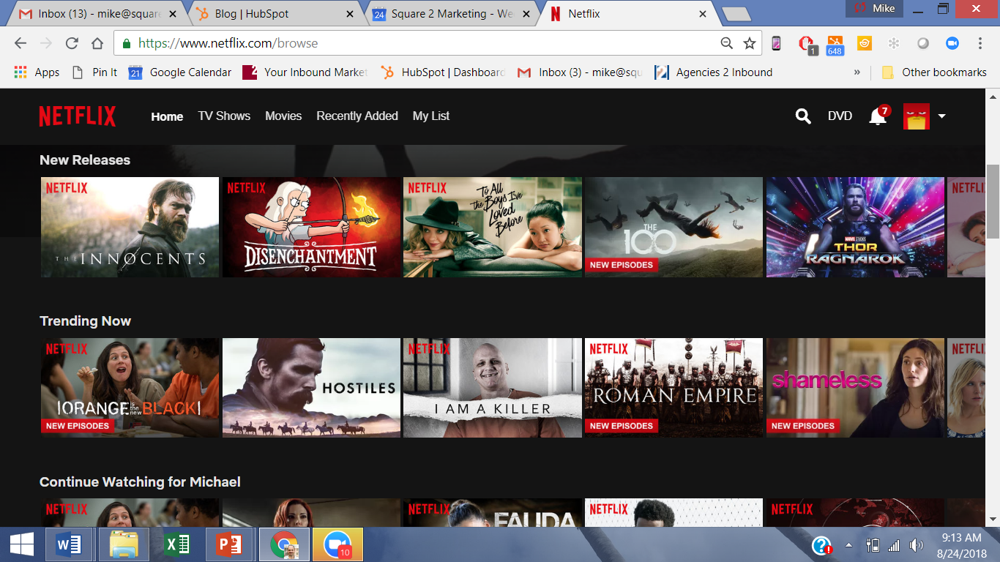 Inbox (13) - mike@square
Blog | HubSpot
24
Square 2 Marketing - We
Netflix
Mike
https://www.netflix.com/browse
1
648
Apps
Pin It
21
Google Calendar
Your Inbound Market
HubSpot | Dashboard
Inbox (3) - mike@squ
Agencies 2 Inbound
»
Other bookmarks
NETFLIX
Home
TV Shows
Movies
Recently Added
My List
DVD
7
New Releases
NETFLIX
THE INNOCENTS
NETFLIX
DISENCHANTMENT
NETFLIX
To All
the Boys I've
Loved
Before
THE
100
NEW EPISODES
MARVEL STUDIOS
THOR
RAGNAROK
NETFLI
Trending Now
NETFLIX
ORANGE is the new BLACK
NEW EPISODES
HOSTILES
NETFLIX
I AM A KILLER
NETFLIX
ROMAN EMPIRE
NEW EPISODES
shameless
NEW EPISODES
NETFLI
Continue Watching for Michael
NETFLIX
NETFLIX
FAUDA
NETFLIX
NETFLIX
10
9:13 AM
8/24/2018